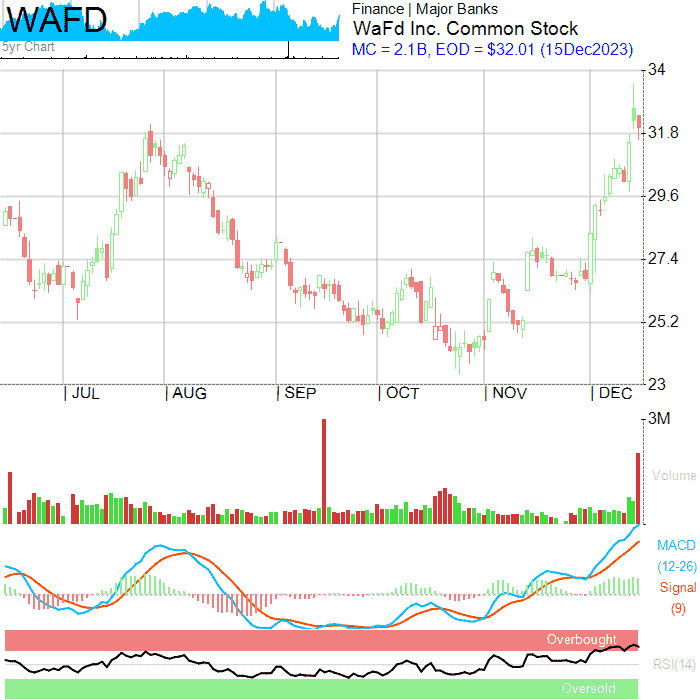 WAFD
5yr Chart
Finance | Major Banks
WaFd Inc. Common Stock
MC = 2.1B, EOD = $32.01 (15Dec2023)
34
31.8
29.6
27.4
25.2
23
| JUL | AUG | SEP | OCT | NOV | DEC
3M
Volume
MACD
(12-26)
Signal
(9)
Overbought
RSI(14)
Oversold